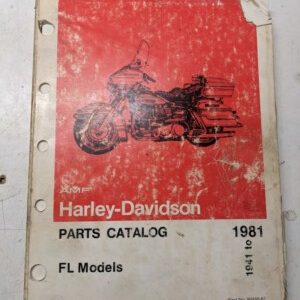 AMF
Harley-Davidson
PARTS CATALOG 1981
1941 to
FL Models